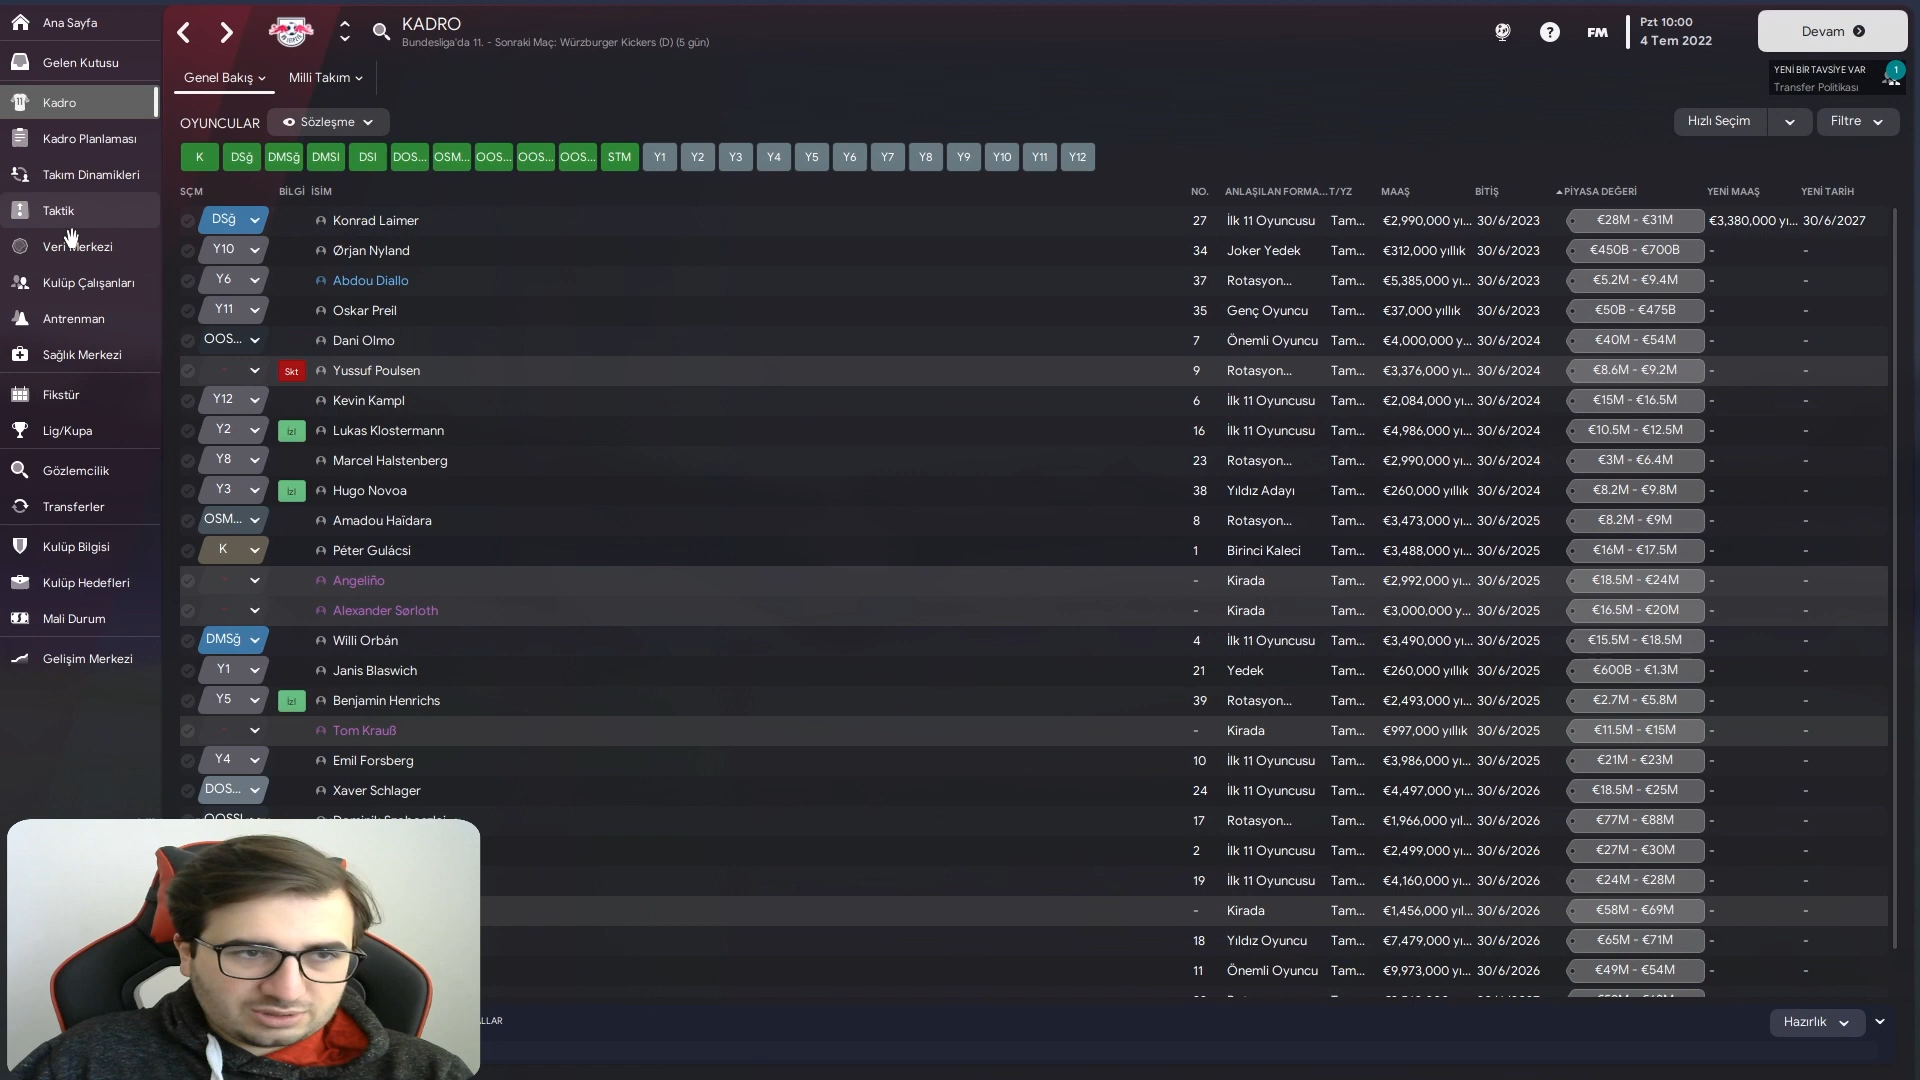 Ana Sayfa
Gelen Kutusu
Kadro
Kadro Planlaması
Takım Dinamikleri
Taktik
Veri Merkezi
Kulüp Çalışanları
Antrenman
Sağlık Merkezi
Fikstür
Lig/Kupa
Gözlemcilik
Transferler
Kulüp Bilgisi
Kulüp Hedefleri
Mali Durum
Gelişim Merkezi
KADRO
Bundesliga'da 11. - Sonraki Maç: Würzburger Kickers (D) (5 gün)
FM
Pzt 10:00
4 Tem 2022
Devam
Genel Bakış Milli Takım
YENİ BİR TAVSİYE VAR 1
Transfer Politikası
OYUNCULAR Sözleşme Hızlı Seçim Filtre
K DSğ DMSğ DMSl DSl DOS... OSM... OOS... OOS... OOS... STM Y1 Y2 Y3 Y4 Y5 Y6 Y7 Y8 Y9 Y10 Y11 Y12
SÇM BİLGİ İSİM NO. ANLAŞILAN FORMA... T/YZ MAAŞ BİTİŞ PİYASA DEĞERİ YENİ MAAŞ YENİ TARİH
DSğ Konrad Laimer 27 İlk 11 Oyuncusu Tam... €2,990,000 yı... 30/6/2023 €28M - €31M €3,380,000 yı... 30/6/2027
Y10 Ørjan Nyland 34 Joker Yedek Tam... €312,000 yıllık 30/6/2023 €450B - €700B - -
Y6 Abdou Diallo 37 Rotasyon... Tam... €5,385,000 yı... 30/6/2023 €5.2M - €9.4M - -
Y11 Oskar Preil 35 Genç Oyuncu Tam... €37,000 yıllık 30/6/2023 €50B - €475B - -
OOS... Dani Olmo 7 Önemli Oyuncu Tam... €4,000,000 y... 30/6/2024 €40M - €54M - -
- Skt Yussuf Poulsen 9 Rotasyon... Tam... €3,376,000 yı... 30/6/2024 €8.6M - €9.2M - -
Y12 Kevin Kampl 6 İlk 11 Oyuncusu Tam... €2,084,000 yı... 30/6/2024 €15M - €16.5M - -
Y2 İzl Lukas Klostermann 16 İlk 11 Oyuncusu Tam... €4,986,000 yı... 30/6/2024 €10.5M - €12.5M - -
Y8 Marcel Halstenberg 23 Rotasyon... Tam... €2,990,000 yı... 30/6/2024 €3M - €6.4M - -
Y3 İzl Hugo Novoa 38 Yıldız Adayı Tam... €260,000 yıllık 30/6/2024 €8.2M - €9.8M - -
OSM... Amadou Haïdara 8 Rotasyon... Tam... €3,473,000 yı... 30/6/2025 €8.2M - €9M - -
K Péter Gulácsi 1 Birinci Kaleci Tam... €3,488,000 yı... 30/6/2025 €16M - €17.5M - -
- Angeliño - Kirada Tam... €2,992,000 yı... 30/6/2025 €18.5M - €24M - -
- Alexander Sørloth - Kirada Tam... €3,000,000 y... 30/6/2025 €16.5M - €20M - -
DMSğ Willi Orbán 4 İlk 11 Oyuncusu Tam... €3,490,000 yı... 30/6/2025 €15.5M - €18.5M - -
Y1 Janis Blaswich 21 Yedek Tam... €260,000 yıllık 30/6/2025 €600B - €1.3M - -
Y5 İzl Benjamin Henrichs 39 Rotasyon... Tam... €2,493,000 yı... 30/6/2025 €2.7M - €5.8M - -
- Tom Krauß - Kirada Tam... €997,000 yıllık 30/6/2025 €11.5M - €15M - -
Y4 Emil Forsberg 10 İlk 11 Oyuncusu Tam... €3,986,000 yı... 30/6/2025 €21M - €23M - -
DOS... Xaver Schlager 24 İlk 11 Oyuncusu Tam... €4,497,000 yı... 30/6/2026 €18.5M - €25M - -
17 Rotasyon... Tam... €1,966,000 yıl... 30/6/2026 €77M - €88M - -
2 İlk 11 Oyuncusu Tam... €2,499,000 yı... 30/6/2026 €27M - €30M - -
19 İlk 11 Oyuncusu Tam... €4,160,000 yı... 30/6/2026 €24M - €28M - -
- Kirada Tam... €1,456,000 yıl... 30/6/2026 €58M - €69M - -
18 Yıldız Oyuncu Tam... €7,479,000 yı... 30/6/2026 €65M - €71M - -
11 Önemli Oyuncu Tam... €9,973,000 yı... 30/6/2026 €49M - €54M - -
LLAR
Hazırlık